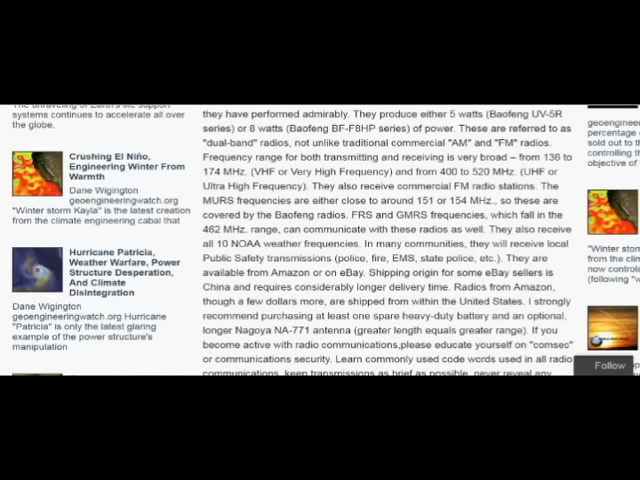 The unraveling of Earth's life support
systems continues to accelerate all over
the globe.
Crushing El Niño,
Engineering Winter From
Warmth
Dane Wigington
geoengineeringwatch.org
"Winter storm Kayla" is the latest creation
from the climate engineering cabal that
Hurricane Patricia,
Weather Warfare, Power
Structure Desperation,
And Climate
Disintegration
Dane Wigington
geoengineeringwatch.org Hurricane
"Patricia" is only the latest glaring
example of the power structure's
manipulation
they have performed admirably. They produce either 5 watts (Baofeng UV-5R
series) or 8 watts (Baofeng BF-F8HP series) of power. These are referred to as
"dual-band" radios, not unlike traditional commercial "AM" and "FM" radios.
Frequency range for both transmitting and receiving is very broad – from 136 to
174 MHz. (VHF or Very High Frequency) and from 400 to 520 MHz. (UHF or
Ultra High Frequency). They also receive commercial FM radio stations. The
MURS frequencies are either close to around 151 or 154 MHz., so these are
covered by the Baofeng radios. FRS and GMRS frequencies, which fall in the
462 MHz. range, can communicate with these radios as well. They also receive
all 10 NOAA weather frequencies. In many communities, they will receive local
Public Safety transmissions (police, fire, EMS, state police, etc.). They are
available from Amazon or on eBay. Shipping origin for some eBay sellers is
China and requires considerably longer delivery time. Radios from Amazon,
though a few dollars more, are shipped from within the United States. I strongly
recommend purchasing at least one spare heavy-duty battery and an optional,
longer Nagoya NA-771 antenna (greater length equals greater range). If you
become active with radio communications,please educate yourself on "comsec"
or communications security. Learn commonly used code words used in all radio
communications, keep transmissions as brief as possible, never reveal any
geoenginee
percentage o
sold out to th
controlling th
objective of
"Winter storn
from the clim
now controls
(following "w
Follow